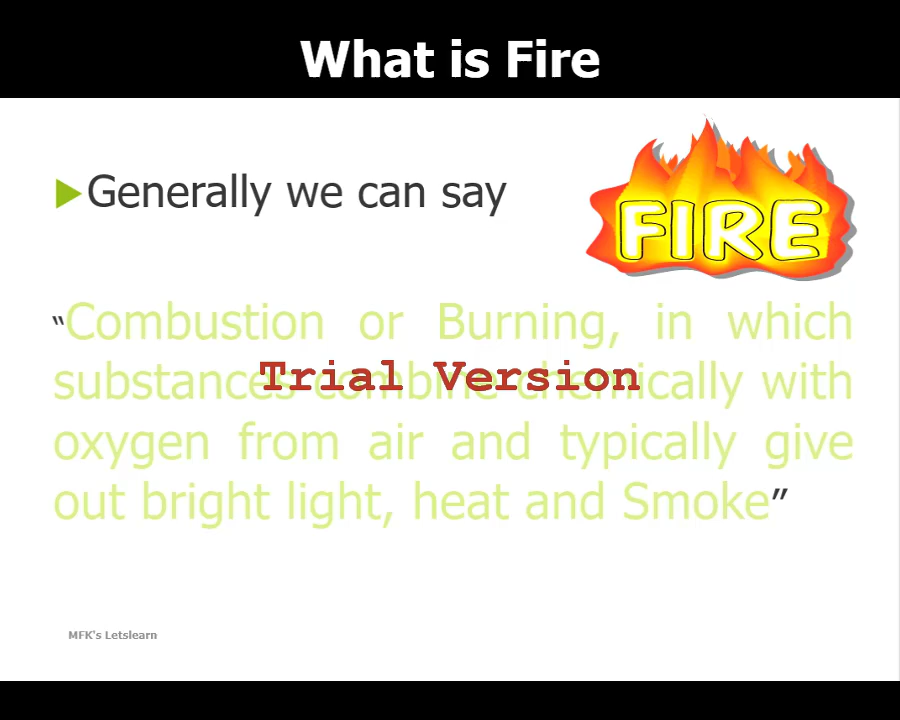 What is Fire
Generally we can say
FIRE
“Combustion or Burning, in which
substances combine chemically with
Trial Version
oxygen from air and typically give
out bright light, heat and Smoke”
MFK's Letslearn